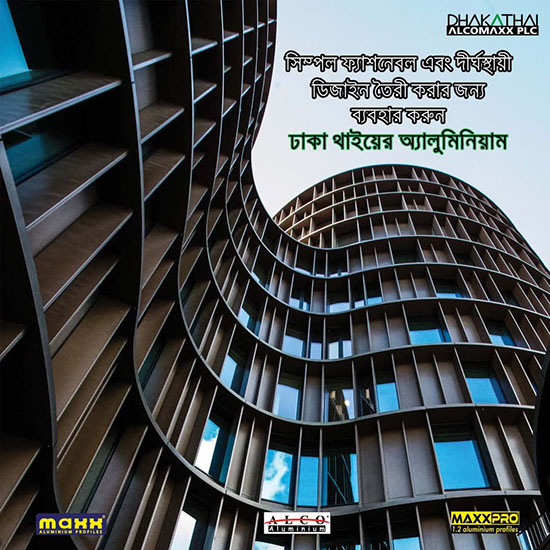 DHAKATHAI
ALCOMAXX PLC
সিম্পল ফ্যাশনেবল এবং দীর্ঘস্থায়ী
ডিজাইন তৈরী করার জন্য
ব্যবহার করুন
ঢাকা থাইয়ের অ্যালুমিনিয়াম
maxx
ALUMINIUM PROFILES
ALCO
Aluminium
MAXXPRO
1.2 aluminium profiles